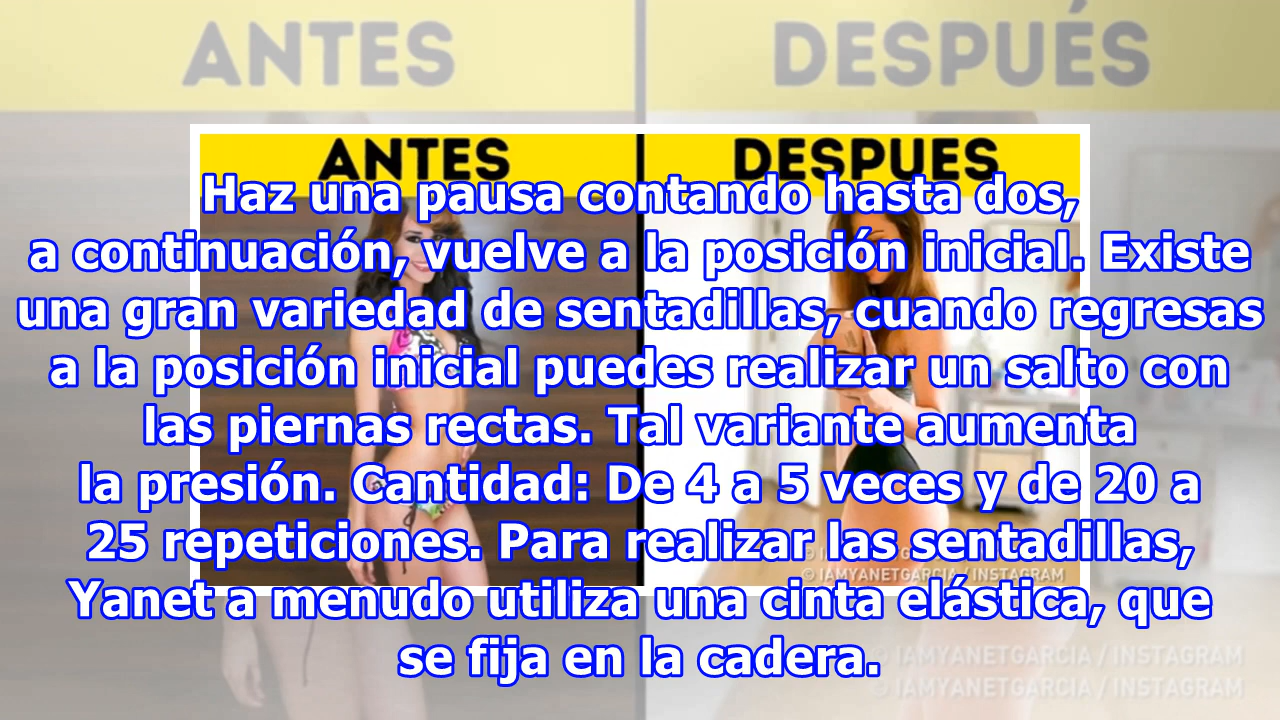 ANTES
DESPUÉS
ANTES
DESPUES
Haz una pausa contando hasta dos,
a continuación, vuelve a la posición inicial. Existe
una gran variedad de sentadillas, cuando regresas
a la posición inicial puedes realizar un salto con
las piernas rectas. Tal variante aumenta
la presión. Cantidad: De 4 a 5 veces y de 20 a
25 repeticiones. Para realizar las sentadillas,
Yanet a menudo utiliza una cinta elástica, que
se fija en la cadera.
© IAMYANETGARCIA / INSTAGRAM
© IAMYANETGARCIA / INSTAGRAM
© IAMYANETGARCIA / INSTAGRAM